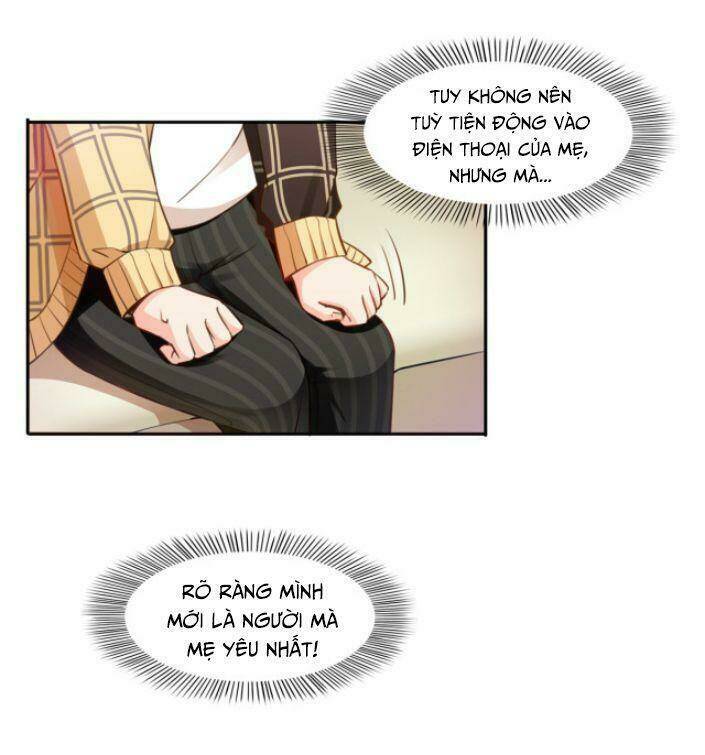 TUY KHÔNG NÊN
TUỲ TIỆN ĐỘNG VÀO
ĐIỆN THOẠI CỦA MẸ,
NHƯNG MÀ...
RÕ RÀNG MÌNH
MỚI LÀ NGƯỜI MÀ
MẸ YÊU NHẤT!